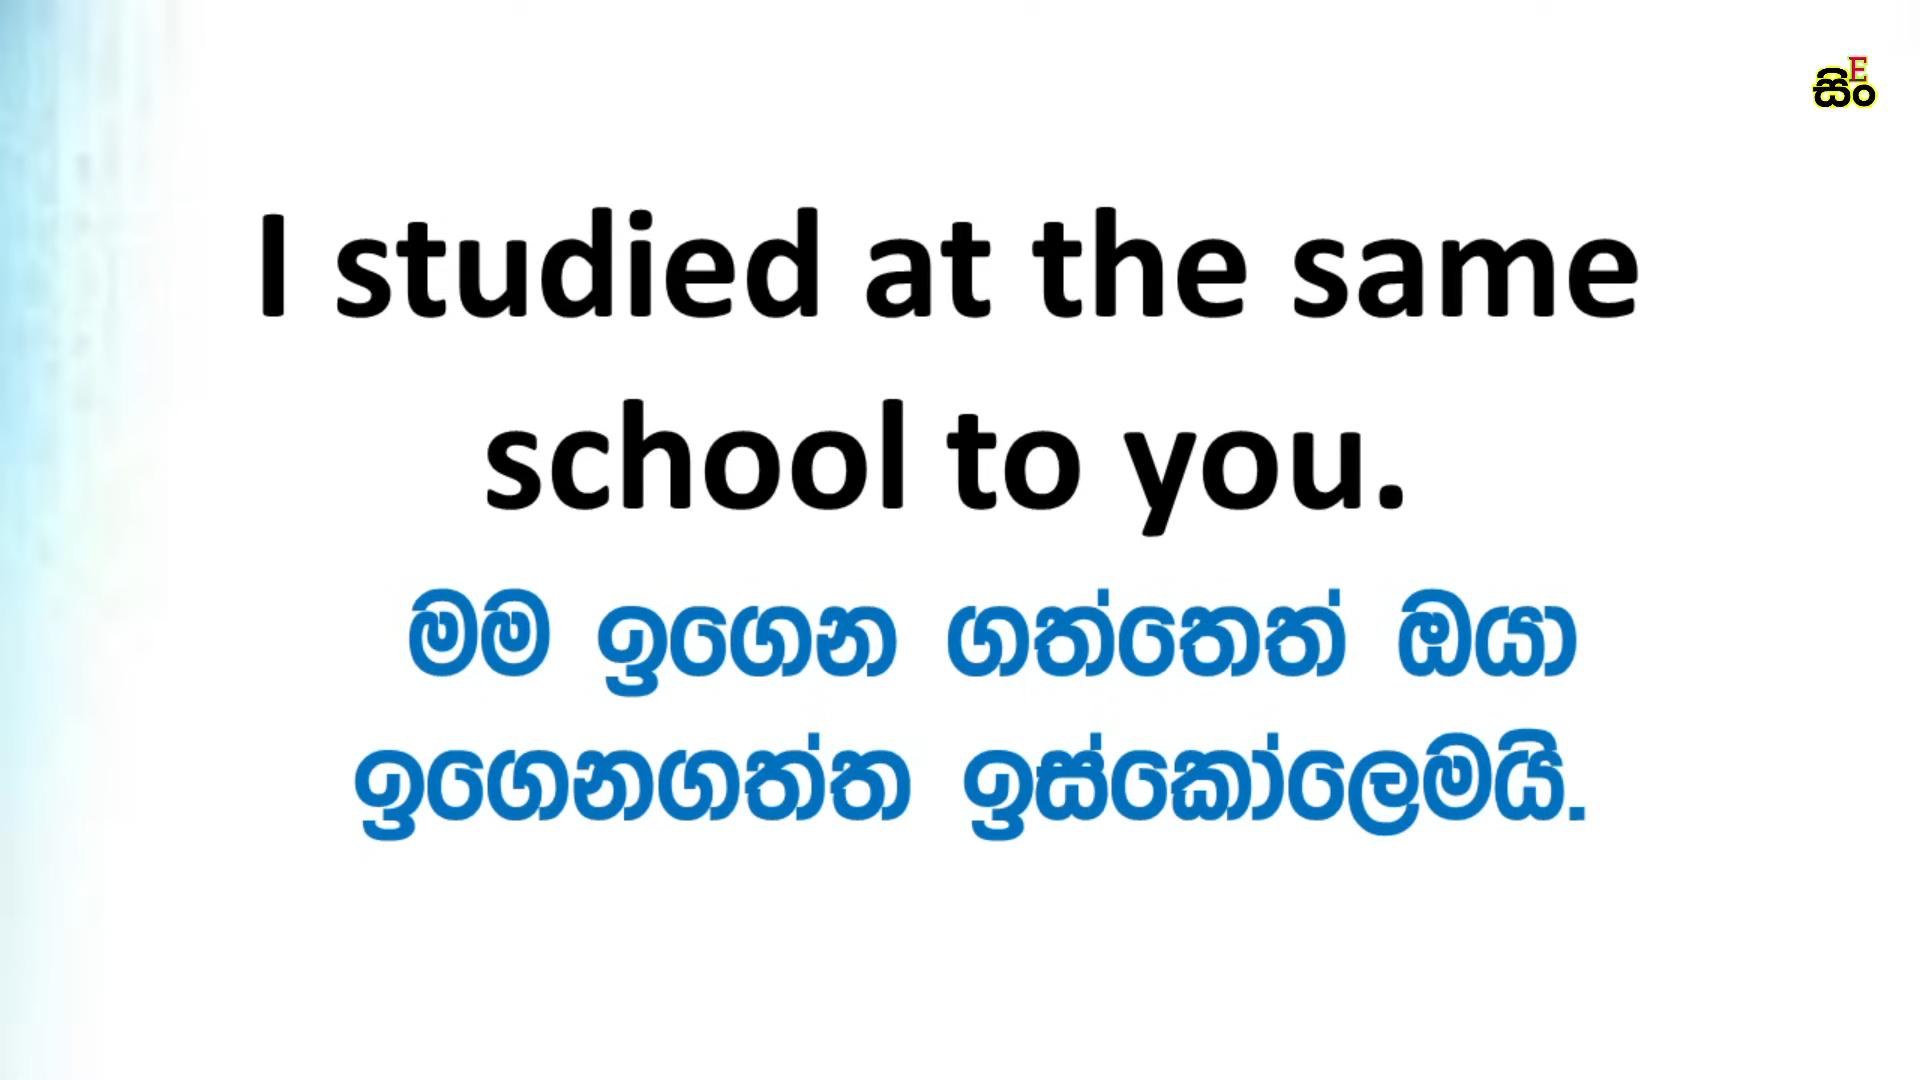 සිංE
I studied at the same
school to you.
මම ඉගෙන ගත්තෙත් ඔයා
ඉගෙනගත්ත ඉස්කෝලෙමයි.